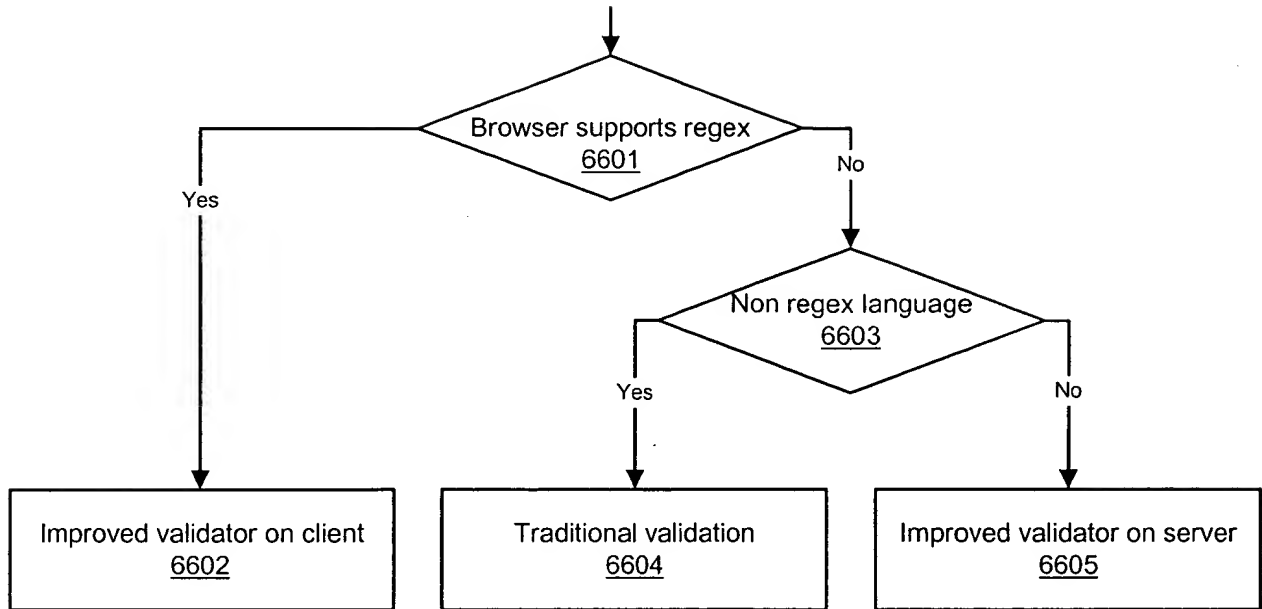 Browser supports regex
6601
No
Yes
Non regex language
6603
Yes
No
Improved validator on client
6602
Traditional validation
6604
Improved validator on server
6605